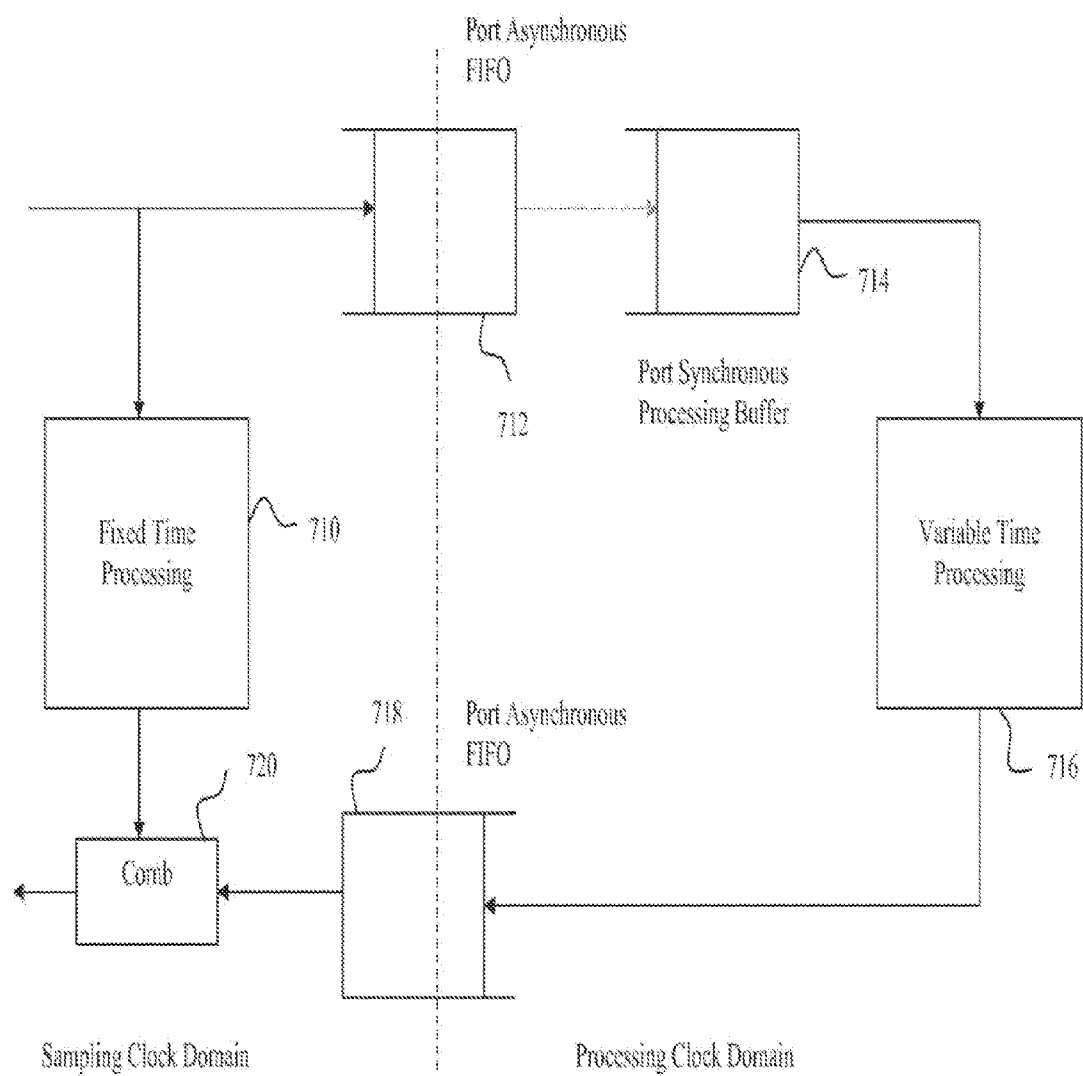 Port Asynchronous
FIFO
714
Port Synchronous
Processing Buffer
712
Fixed Time
Processing
710
Variable Time
Processing
718
Port Asynchronous
FIFO
720
716
Comb
Sampling Clock Domain
Processing Clock Domain